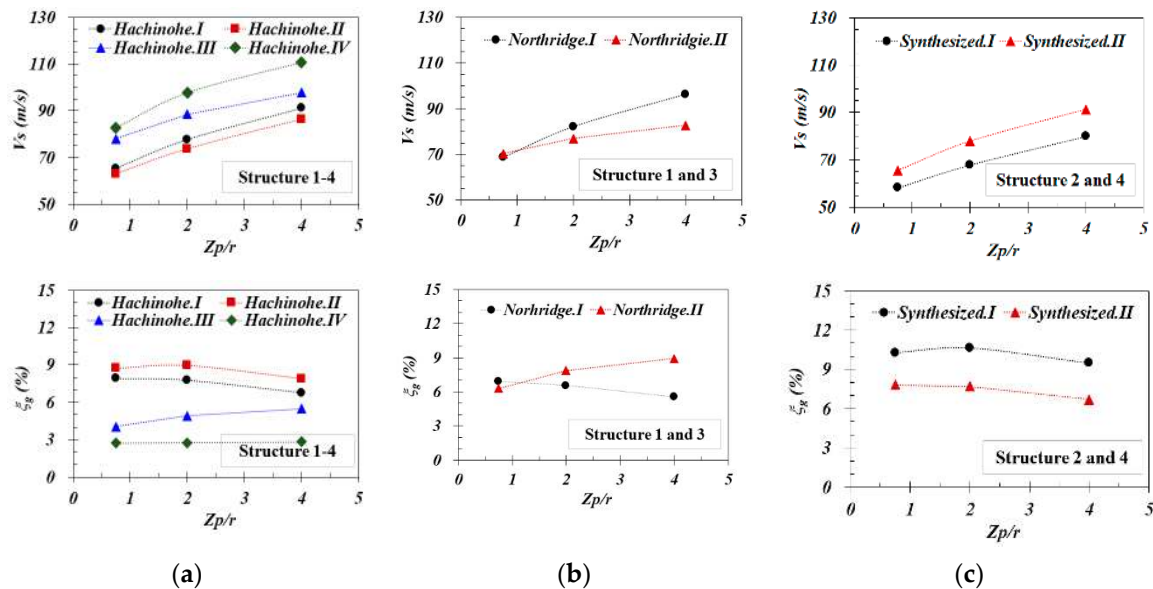 130
110
90
70
50
Vs (m/s)
Hachinohe.I
Hachinohe.II
Hachinohe.III
Hachinohe.IV
Structure 1-4
0 1 2 3 4 5
Zp/r
130
110
90
70
50
Vs (m/s)
Northridge.I
Northridgie.II
Structure 1 and 3
0 1 2 3 4 5
Zp/r
130
110
90
70
50
Vs (m/s)
Synthesized.I
Synthesized.II
Structure 2 and 4
0 1 2 3 4 5
Zp/r
15
12
9
6
3
0
ξg (%)
Hachinohe.I
Hachinohe.II
Hachinohe.III
Hachinohe.IV
Structure 1-4
0 1 2 3 4 5
Zp/r
15
12
9
6
3
0
ξg (%)
Norhridge.I
Northridge.II
Structure 1 and 3
0 1 2 3 4 5
Zp/r
15
12
9
6
3
0
ξg (%)
Synthesized.I
Synthesized.II
Structure 2 and 4
0 1 2 3 4 5
Zp/r
(a)
(b)
(c)